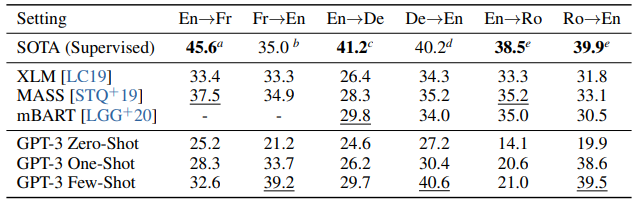 Setting En→Fr Fr→En En→De De→En En→Ro Ro→En
SOTA (Supervised) 45.6a 35.0 b 41.2c 40.2d 38.5e 39.9e
XLM [LC19] 33.4 33.3 26.4 34.3 33.3 31.8
MASS [STQ+19] 37.5 34.9 28.3 35.2 35.2 33.1
mBART [LGG+20] - - 29.8 34.0 35.0 30.5
GPT-3 Zero-Shot 25.2 21.2 24.6 27.2 14.1 19.9
GPT-3 One-Shot 28.3 33.7 26.2 30.4 20.6 38.6
GPT-3 Few-Shot 32.6 39.2 29.7 40.6 21.0 39.5